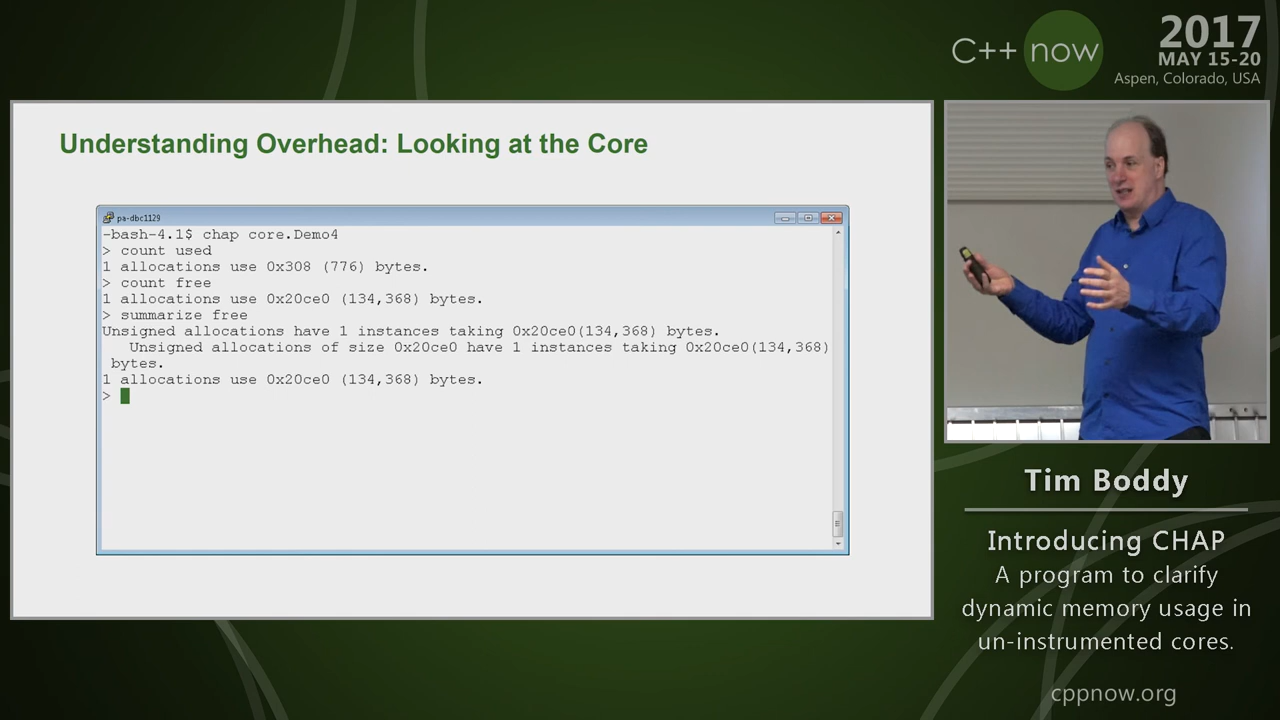 C++ now
2017
MAY 15-20
Aspen, Colorado, USA
Understanding Overhead: Looking at the Core
pa-dbc1129
-bash-4.1$ chap core.Demo4
> count used
1 allocations use 0x308 (776) bytes.
> count free
1 allocations use 0x20ce0 (134,368) bytes.
> summarize free
Unsigned allocations have 1 instances taking 0x20ce0(134,368) bytes.
Unsigned allocations of size 0x20ce0 have 1 instances taking 0x20ce0(134,368)
bytes.
1 allocations use 0x20ce0 (134,368) bytes.
>
Tim Boddy
Introducing CHAP
A program to clarify
dynamic memory usage in
un-instrumented cores.
cppnow.org